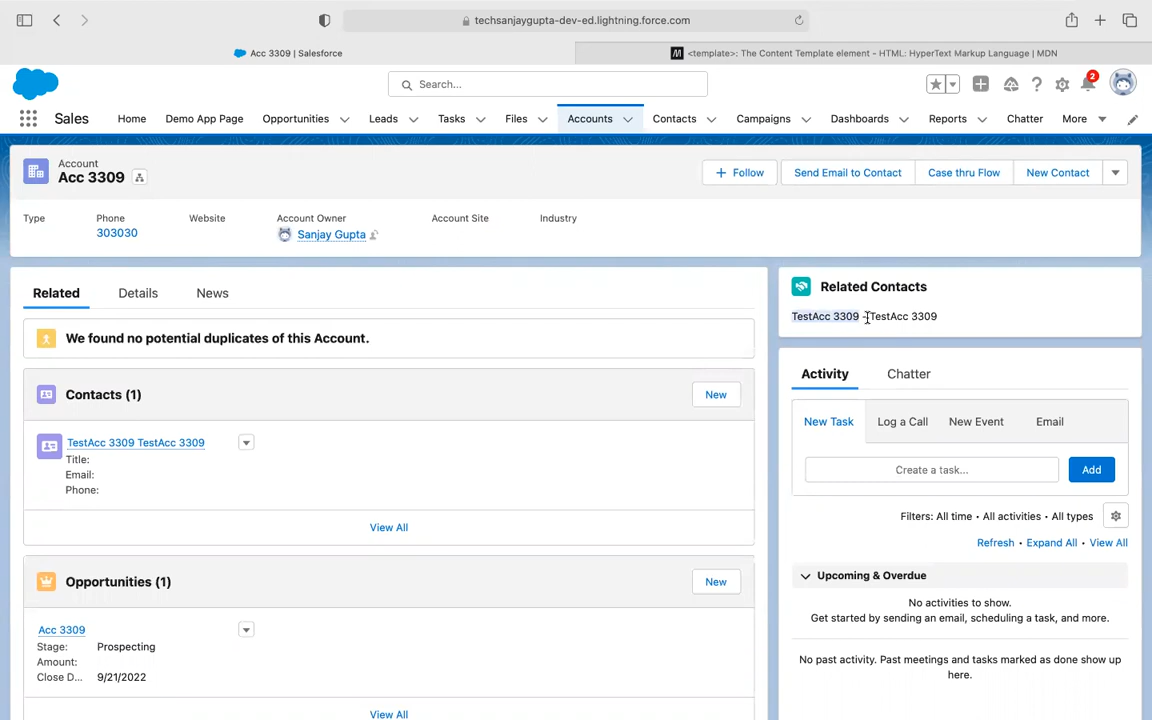 techsanjaygupta-dev-ed.lightning.force.com
Acc 3309 | Salesforce
<template>: The Content Template element - HTML: HyperText Markup Language | MDN
Search...
2
Sales
Home
Demo App Page
Opportunities
Leads
Tasks
Files
Accounts
Contacts
Campaigns
Dashboards
Reports
Chatter
More
Account
Acc 3309
Follow
Send Email to Contact
Case thru Flow
New Contact
Type
Phone
Website
Account Owner
Account Site
Industry
303030
Sanjay Gupta
Related
Details
News
We found no potential duplicates of this Account.
Contacts (1)
New
TestAcc 3309 TestAcc 3309
Title:
Email:
Phone:
View All
Opportunities (1)
New
Acc 3309
Stage: Prospecting
Amount:
Close D... 9/21/2022
View All
Related Contacts
TestAcc 3309 - TestAcc 3309
Activity
Chatter
New Task
Log a Call
New Event
Email
Create a task...
Add
Filters: All time • All activities • All types
Refresh • Expand All • View All
Upcoming & Overdue
No activities to show.
Get started by sending an email, scheduling a task, and more.
No past activity. Past meetings and tasks marked as done show up
here.